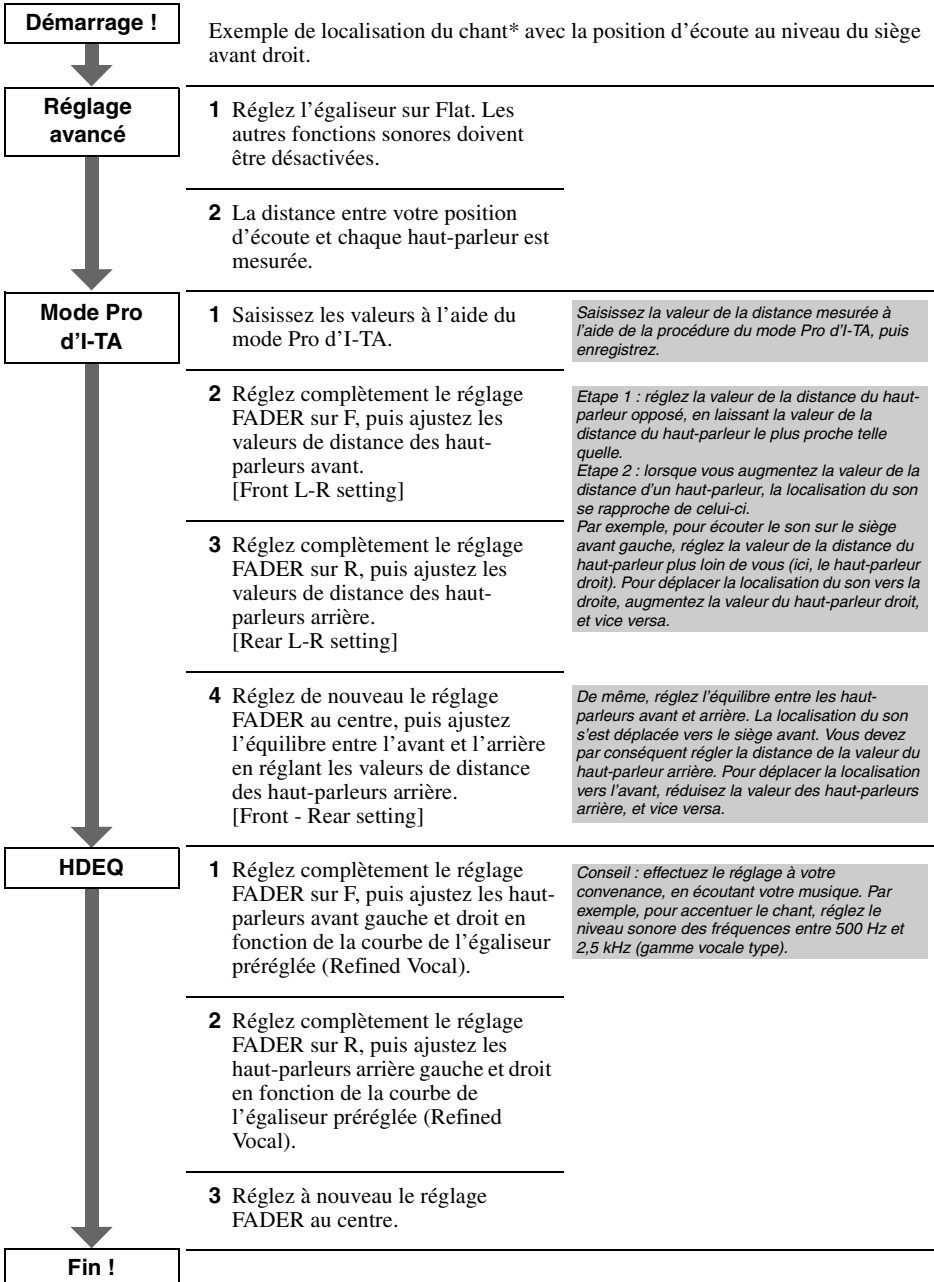 Démarrage !
Exemple de localisation du chant* avec la position d'écoute au niveau du siège
avant droit.
Réglage
avancé
1 Réglez l'égaliseur sur Flat. Les
autres fonctions sonores doivent
être désactivées.
2 La distance entre votre position
d'écoute et chaque haut-parleur est
mesurée.
Mode Pro
d'I-TA
1 Saisissez les valeurs à l'aide du
mode Pro d'I-TA.
Saisissez la valeur de la distance mesurée à
l'aide de la procédure du mode Pro d'I-TA, puis
enregistrez.
2 Réglez complètement le réglage
FADER sur F, puis ajustez les
valeurs de distance des haut-
parleurs avant.
[Front L-R setting]
Etape 1 : réglez la valeur de la distance du haut-
parleur opposé, en laissant la valeur de la
distance du haut-parleur le plus proche telle
quelle.
Etape 2 : lorsque vous augmentez la valeur de la
distance d'un haut-parleur, la localisation du son
se rapproche de celui-ci.
Par exemple, pour écouter le son sur le siège
avant gauche, réglez la valeur de la distance du
haut-parleur plus loin de vous (ici, le haut-parleur
droit). Pour déplacer la localisation du son vers la
droite, augmentez la valeur du haut-parleur droit,
et vice versa.
3 Réglez complètement le réglage
FADER sur R, puis ajustez les
valeurs de distance des haut-
parleurs arrière.
[Rear L-R setting]
4 Réglez de nouveau le réglage
FADER au centre, puis ajustez
l'équilibre entre l'avant et l'arrière
en réglant les valeurs de distance
des haut-parleurs arrière.
[Front - Rear setting]
De même, réglez l'équilibre entre les haut-
parleurs avant et arrière. La localisation du son
s'est déplacée vers le siège avant. Vous devez
par conséquent régler la distance de la valeur du
haut-parleur arrière. Pour déplacer la localisation
vers l'avant, réduisez la valeur des haut-parleurs
arrière, et vice versa.
HDEQ
1 Réglez complètement le réglage
FADER sur F, puis ajustez les haut-
parleurs avant gauche et droit en
fonction de la courbe de l'égaliseur
préréglée (Refined Vocal).
Conseil : effectuez le réglage à votre
convenance, en écoutant votre musique. Par
exemple, pour accentuer le chant, réglez le
niveau sonore des fréquences entre 500 Hz et
2,5 kHz (gamme vocale type).
2 Réglez complètement le réglage
FADER sur R, puis ajustez les
haut-parleurs arrière gauche et droit
en fonction de la courbe de
l'égaliseur préréglée (Refined
Vocal).
3 Réglez à nouveau le réglage
FADER au centre.
Fin !